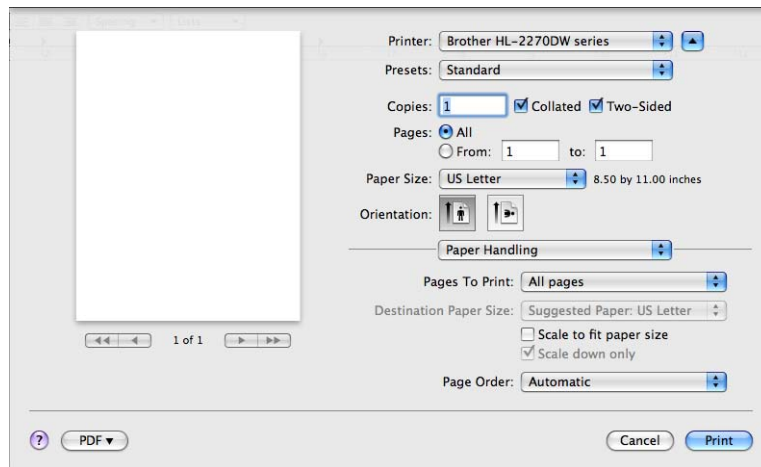 Printer: Brother HL-2270DW series
Presets: Standard
Copies: 1 Collated Two-Sided
Pages: All
From: 1 to: 1
Paper Size: US Letter 8.50 by 11.00 inches
Orientation:
Paper Handling
Pages To Print: All pages
Destination Paper Size: Suggested Paper: US Letter
Scale to fit paper size
Scale down only
Page Order: Automatic
1 of 1
? PDF Cancel Print